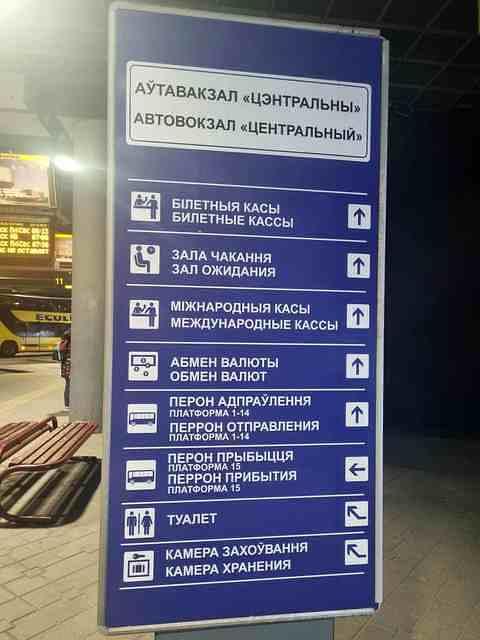 АЎТАВАКЗАЛ «ЦЭНТРАЛЬНЫ»
АВТОВОКЗАЛ «ЦЕНТРАЛЬНЫЙ»
БІЛЕТНЫЯ КАСЫ
БИЛЕТНЫЕ КАССЫ
ЗАЛА ЧАКАННЯ
ЗАЛ ОЖИДАНИЯ
МІЖНАРОДНЫЯ КАСЫ
МЕЖДУНАРОДНЫЕ КАССЫ
АБМЕН ВАЛЮТЫ
ОБМЕН ВАЛЮТ
ПЕРОН АДПРАЎЛЕННЯ
ПЛАТФОРМА 1-14
ПЕРРОН ОТПРАВЛЕНИЯ
ПЛАТФОРМА 1-14
ПЕРОН ПРЫБЫЦЦЯ
ПЛАТФОРМА 15
ПЕРРОН ПРИБЫТИЯ
ПЛАТФОРМА 15
ТУАЛЕТ
КАМЕРА ЗАХОЎВАННЯ
КАМЕРА ХРАНЕНИЯ
11